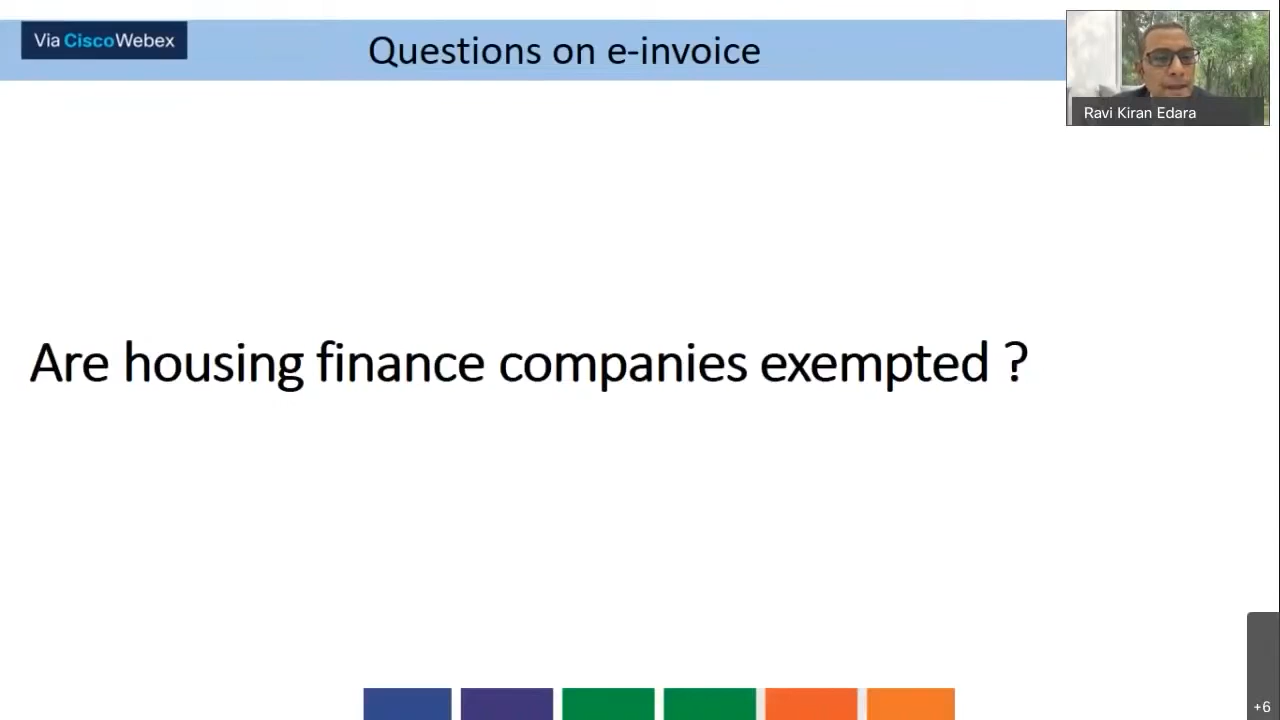 Via CiscoWebex
Questions on e-invoice
Ravi Kiran Edara
Are housing finance companies exempted ?
+6